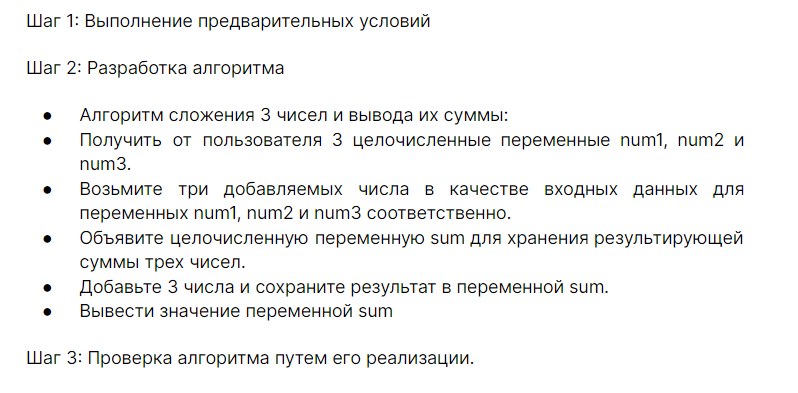 Шаг 1: Выполнение предварительных условий
Шаг 2: Разработка алгоритма
● Алгоритм сложения 3 чисел и вывода их суммы:
● Получить от пользователя 3 целочисленные переменные num1, num2 и
num3.
● Возьмите три добавляемых числа в качестве входных данных для
переменных num1, num2 и num3 соответственно.
● Объявите целочисленную переменную sum для хранения результирующей
суммы трех чисел.
● Добавьте 3 числа и сохраните результат в переменной sum.
● Вывести значение переменной sum
Шаг 3: Проверка алгоритма путем его реализации.